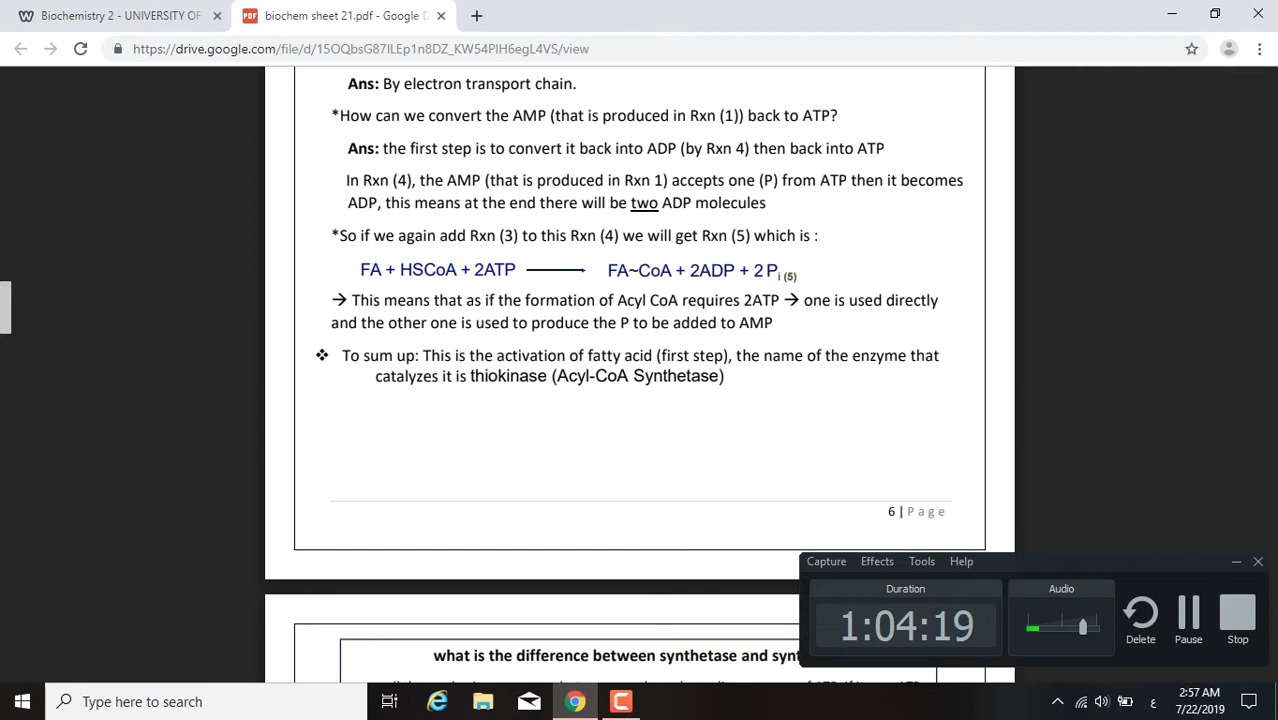 Biochemistry 2 - UNIVERSITY OF
biochem sheet 21.pdf - Google D
https://drive.google.com/file/d/15OQbsG87lLEp1n8DZ_KW54PlH6egL4VS/view
Ans: By electron transport chain.
*How can we convert the AMP (that is produced in Rxn (1)) back to ATP?
Ans: the first step is to convert it back into ADP (by Rxn 4) then back into ATP
In Rxn (4), the AMP (that is produced in Rxn 1) accepts one (P) from ATP then it becomes
ADP, this means at the end there will be two ADP molecules
*So if we again add Rxn (3) to this Rxn (4) we will get Rxn (5) which is :
FA + HSCoA + 2ATP → FA~CoA + 2ADP + 2 Pi (5)
→ This means that as if the formation of Acyl CoA requires 2ATP → one is used directly
and the other one is used to produce the P to be added to AMP
❖ To sum up: This is the activation of fatty acid (first step), the name of the enzyme that
catalyzes it is thiokinase (Acyl-CoA Synthetase)
6 | Page
what is the difference between synthetase and synt
Capture Effects Tools Help
Duration Audio
1:04:19
Delete Pause Stop
Type here to search
ع
2:57 AM
7/22/2019